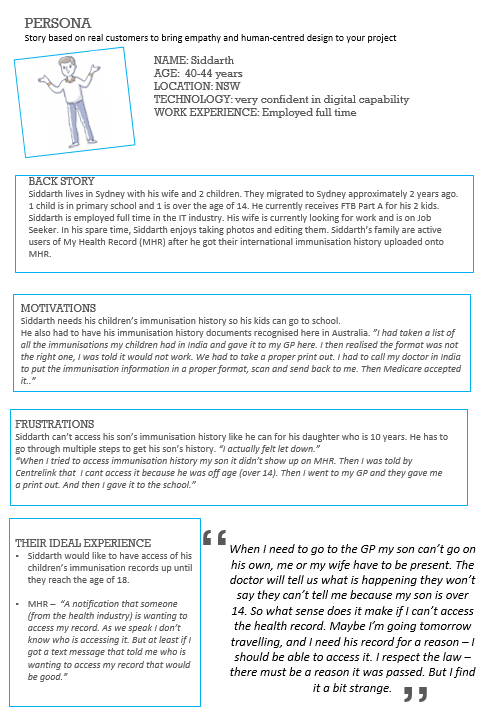 PERSONA
Story based on real customers to bring empathy and human-centred design to your project
NAME: Siddarth
AGE: 40-44 years
LOCATION: NSW
TECHNOLOGY: very confident in digital capability
WORK EXPERIENCE: Employed full time
BACK STORY
Siddarth lives in Sydney with his wife and 2 children. They migrated to Sydney approximately 2 years ago.
1 child is in primary school and 1 is over the age of 14. He currently receives FTB Part A for his 2 kids.
Siddarth is employed full time in the IT industry. His wife is currently looking for work and is on Job
Seeker. In his spare time, Siddarth enjoys taking photos and editing them. Siddarth's family are active
users of My Health Record (MHR) after he got their international immunisation history uploaded onto
MHR.
MOTIVATIONS
Siddarth needs his children's immunisation history so his kids can go to school.
He also had to have his immunisation history documents recognised here in Australia. "I had taken a list of
all the immunisations my children had in India and gave it to my GP here. I then realised the format was not
the right one, I was told it would not work. We had to take a proper print out. I had to call my doctor in India
to put the immunisation information in a proper format, scan and send back to me. Then Medicare accepted
it.."
FRUSTRATIONS
Siddarth can't access his son's immunisation history like he can for his daughter who is 10 years. He has to
go through multiple steps to get his son's history. "I actually felt let down."
"When I tried to access immunisation history my son it didn't show up on MHR. Then I was told by
Centrelink that I cant access it because he was off age (over 14). Then I went to my GP and they gave me
a print out. And then I gave it to the school."
THEIR IDEAL EXPERIENCE
• Siddarth would like to have access of his
children's immunisation records up until
they reach the age of 18.
• MHR – "A notification that someone
(from the health industry) is wanting to
access my record. As we speak I don't
know who is accessing it. But at least if I
got a text message that told me who is
wanting to access my record that would
be good."
“
When I need to go to the GP my son can't go on
his own, me or my wife have to be present. The
doctor will tell us what is happening they won't
say they can't tell me because my son is over
14. So what sense does it make if I can't access
the health record. Maybe I'm going tomorrow
travelling, and I need his record for a reason – I
should be able to access it. I respect the law –
there must be a reason it was passed. But I find
it a bit strange. ”